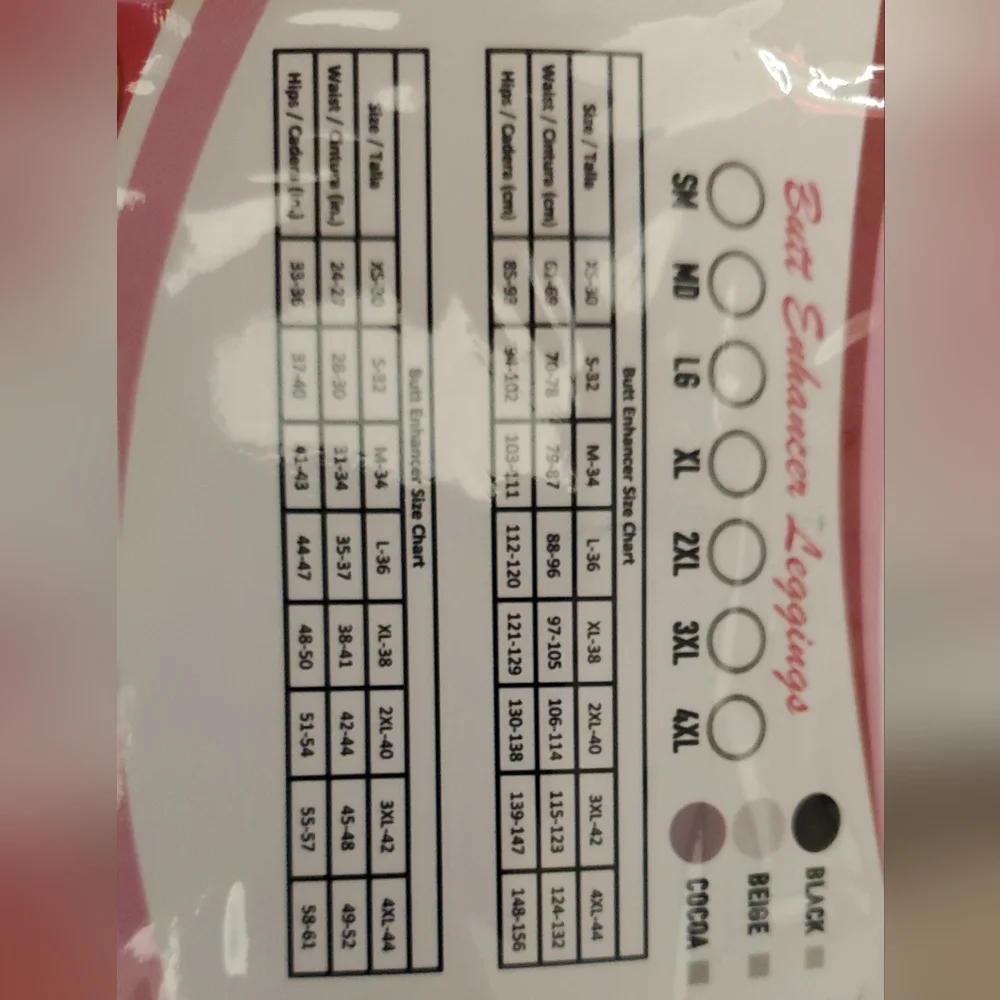 Butt Enhancer Leggings
SM MD LG XL 2XL 3XL 4XL
BLACK
BEIGE
COCOA
Butt Enhancer Size Chart
Size / Talla XS-30 S-32 M-34 L-36 XL-38 2XL-40 3XL-42 4XL-44
Waist / Cintura (cm) 70-78 79-87 88-96 97-105 106-114 115-123 124-132
Hips / Cadera (cm) 85-93 94-102 103-111 112-120 121-129 130-138 139-147 148-156
Butt Enhancer Size Chart
Size / Talla XS-30 S-32 M-34 L-36 XL-38 2XL-40 3XL-42 4XL-44
Waist / Cintura (in.) 24-27 28-30 31-34 35-37 38-41 42-44 45-48 49-52
Hips / Cadera (in.) 33-36 37-40 41-43 44-47 48-50 51-54 55-57 58-61